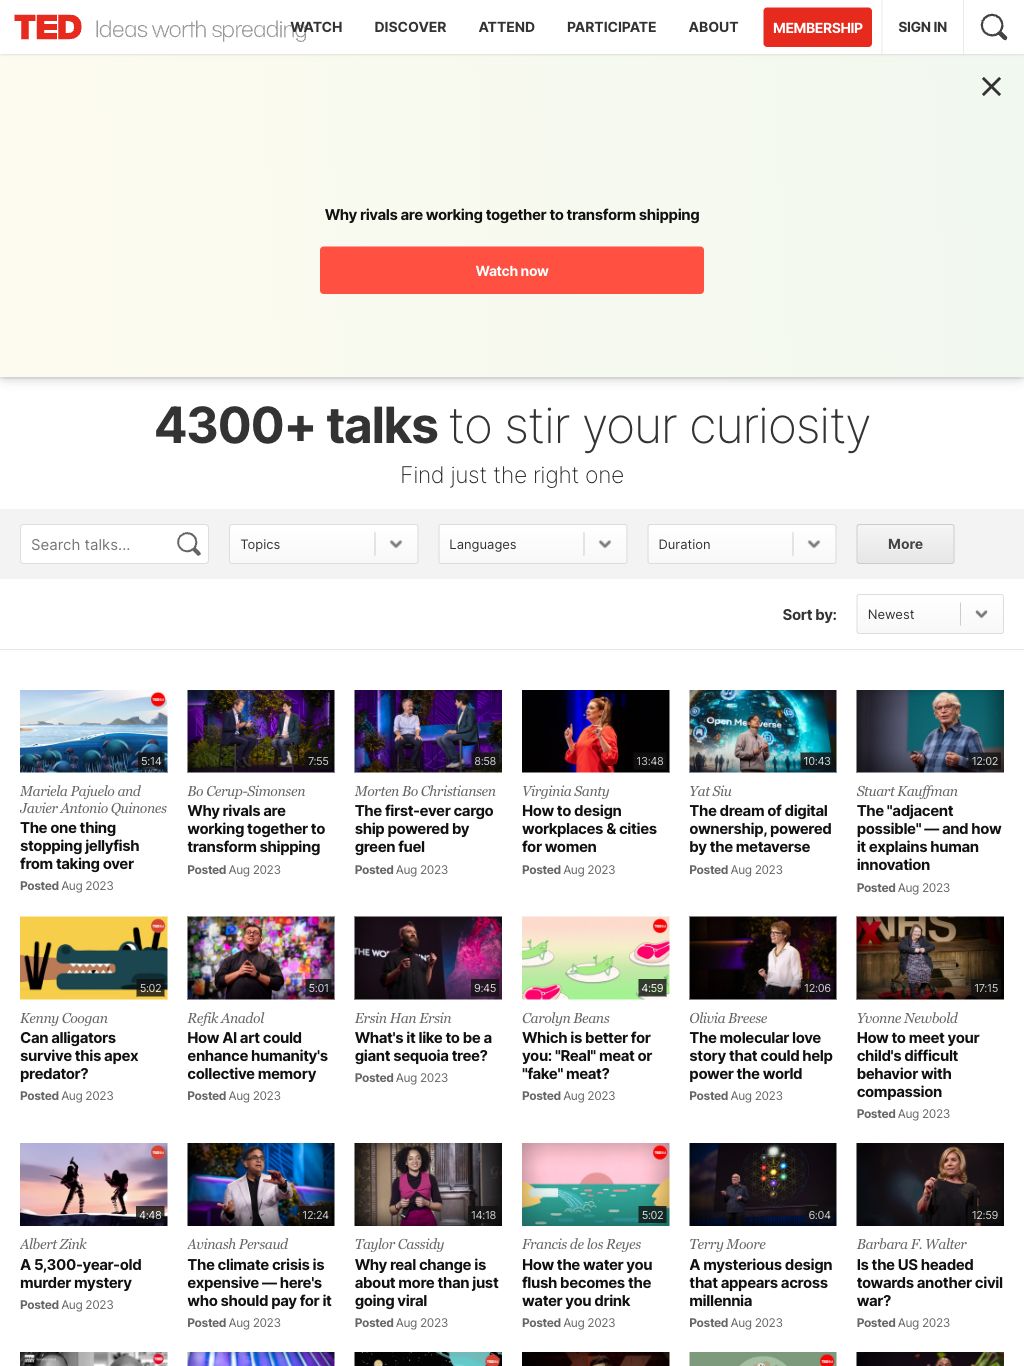 TED Ideas worth spreading WATCH DISCOVER ATTEND PARTICIPATE ABOUT MEMBERSHIP SIGN IN
Why rivals are working together to transform shipping
Watch now
4300+ talks to stir your curiosity
Find just the right one
Search talks... Topics Languages Duration More
Sort by: Newest
5:14
Mariela Pajuelo and
Javier Antonio Quinones
The one thing
stopping jellyfish
from taking over
Posted Aug 2023
7:55
Bo Cerup-Simonsen
Why rivals are
working together to
transform shipping
Posted Aug 2023
8:58
Morten Bo Christiansen
The first-ever cargo
ship powered by
green fuel
Posted Aug 2023
13:48
Virginia Santy
How to design
workplaces & cities
for women
Posted Aug 2023
Open Metaverse
10:43
Yat Siu
The dream of digital
ownership, powered
by the metaverse
Posted Aug 2023
12:02
Stuart Kauffman
The "adjacent
possible" — and how
it explains human
innovation
Posted Aug 2023
5:02
Kenny Coogan
Can alligators
survive this apex
predator?
Posted Aug 2023
5:01
Refik Anadol
How AI art could
enhance humanity's
collective memory
Posted Aug 2023
9:45
Ersin Han Ersin
What's it like to be a
giant sequoia tree?
Posted Aug 2023
4:59
Carolyn Beans
Which is better for
you: "Real" meat or
"fake" meat?
Posted Aug 2023
12:06
Olivia Breese
The molecular love
story that could help
power the world
Posted Aug 2023
NHS
17:15
Yvonne Newbold
How to meet your
child's difficult
behavior with
compassion
Posted Aug 2023
4:48
Albert Zink
A 5,300-year-old
murder mystery
Posted Aug 2023
12:24
Avinash Persaud
The climate crisis is
expensive — here's
who should pay for it
Posted Aug 2023
14:18
Taylor Cassidy
Why real change is
about more than just
going viral
Posted Aug 2023
5:02
Francis de los Reyes
How the water you
flush becomes the
water you drink
Posted Aug 2023
6:04
Terry Moore
A mysterious design
that appears across
millennia
Posted Aug 2023
12:59
Barbara F. Walter
Is the US headed
towards another civil
war?
Posted Aug 2023